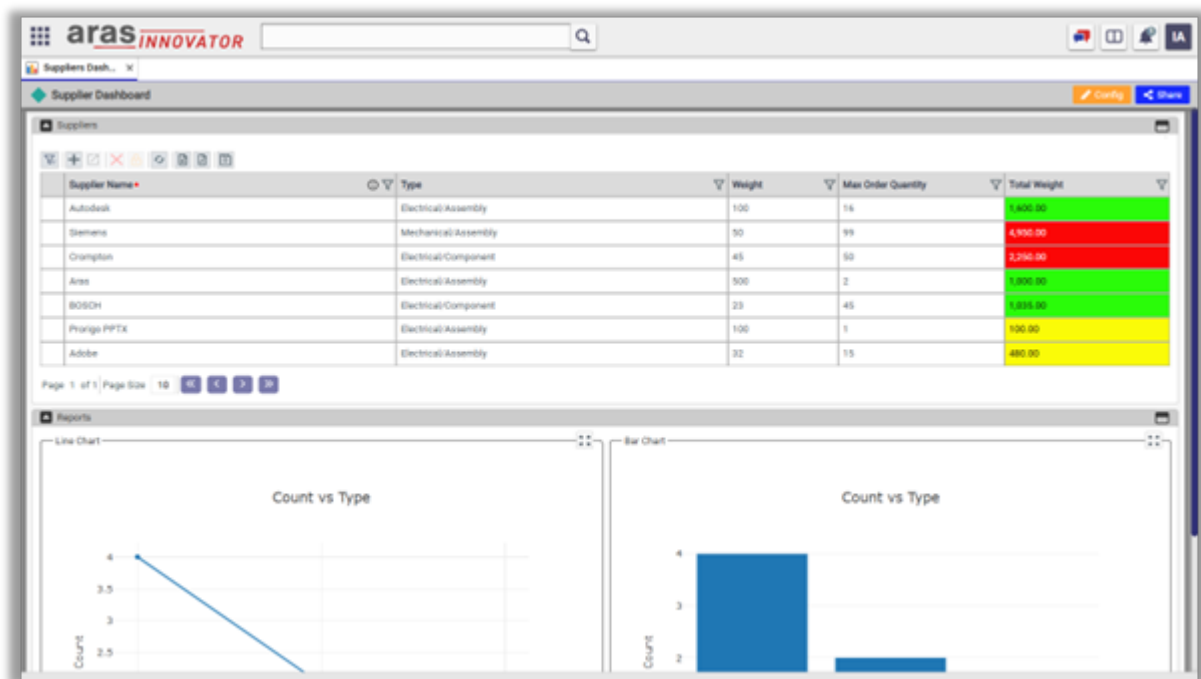 aras INNOVATOR
IA
Suppliers Dash...
Supplier Dashboard
Config
Share
Suppliers
Supplier Name• Type Weight Max Order Quantity Total Weight
Autodesk Electrical/Assembly 100 16 1,600.00
Siemens Mechanical/Assembly 50 99 4,950.00
Crompton Electrical/Component 45 50 2,250.00
Aras Electrical/Assembly 500 2 1,000.00
BOSCH Electrical/Component 23 45 1,035.00
Prorigo PPTX Electrical/Assembly 100 1 100.00
Adobe Electrical/Assembly 32 15 480.00
Page 1 of 1 Page Size 10
Reports
Line Chart
Count vs Type
4
3.5
3
2.5
Count
Bar Chart
Count vs Type
4
3
2
Count